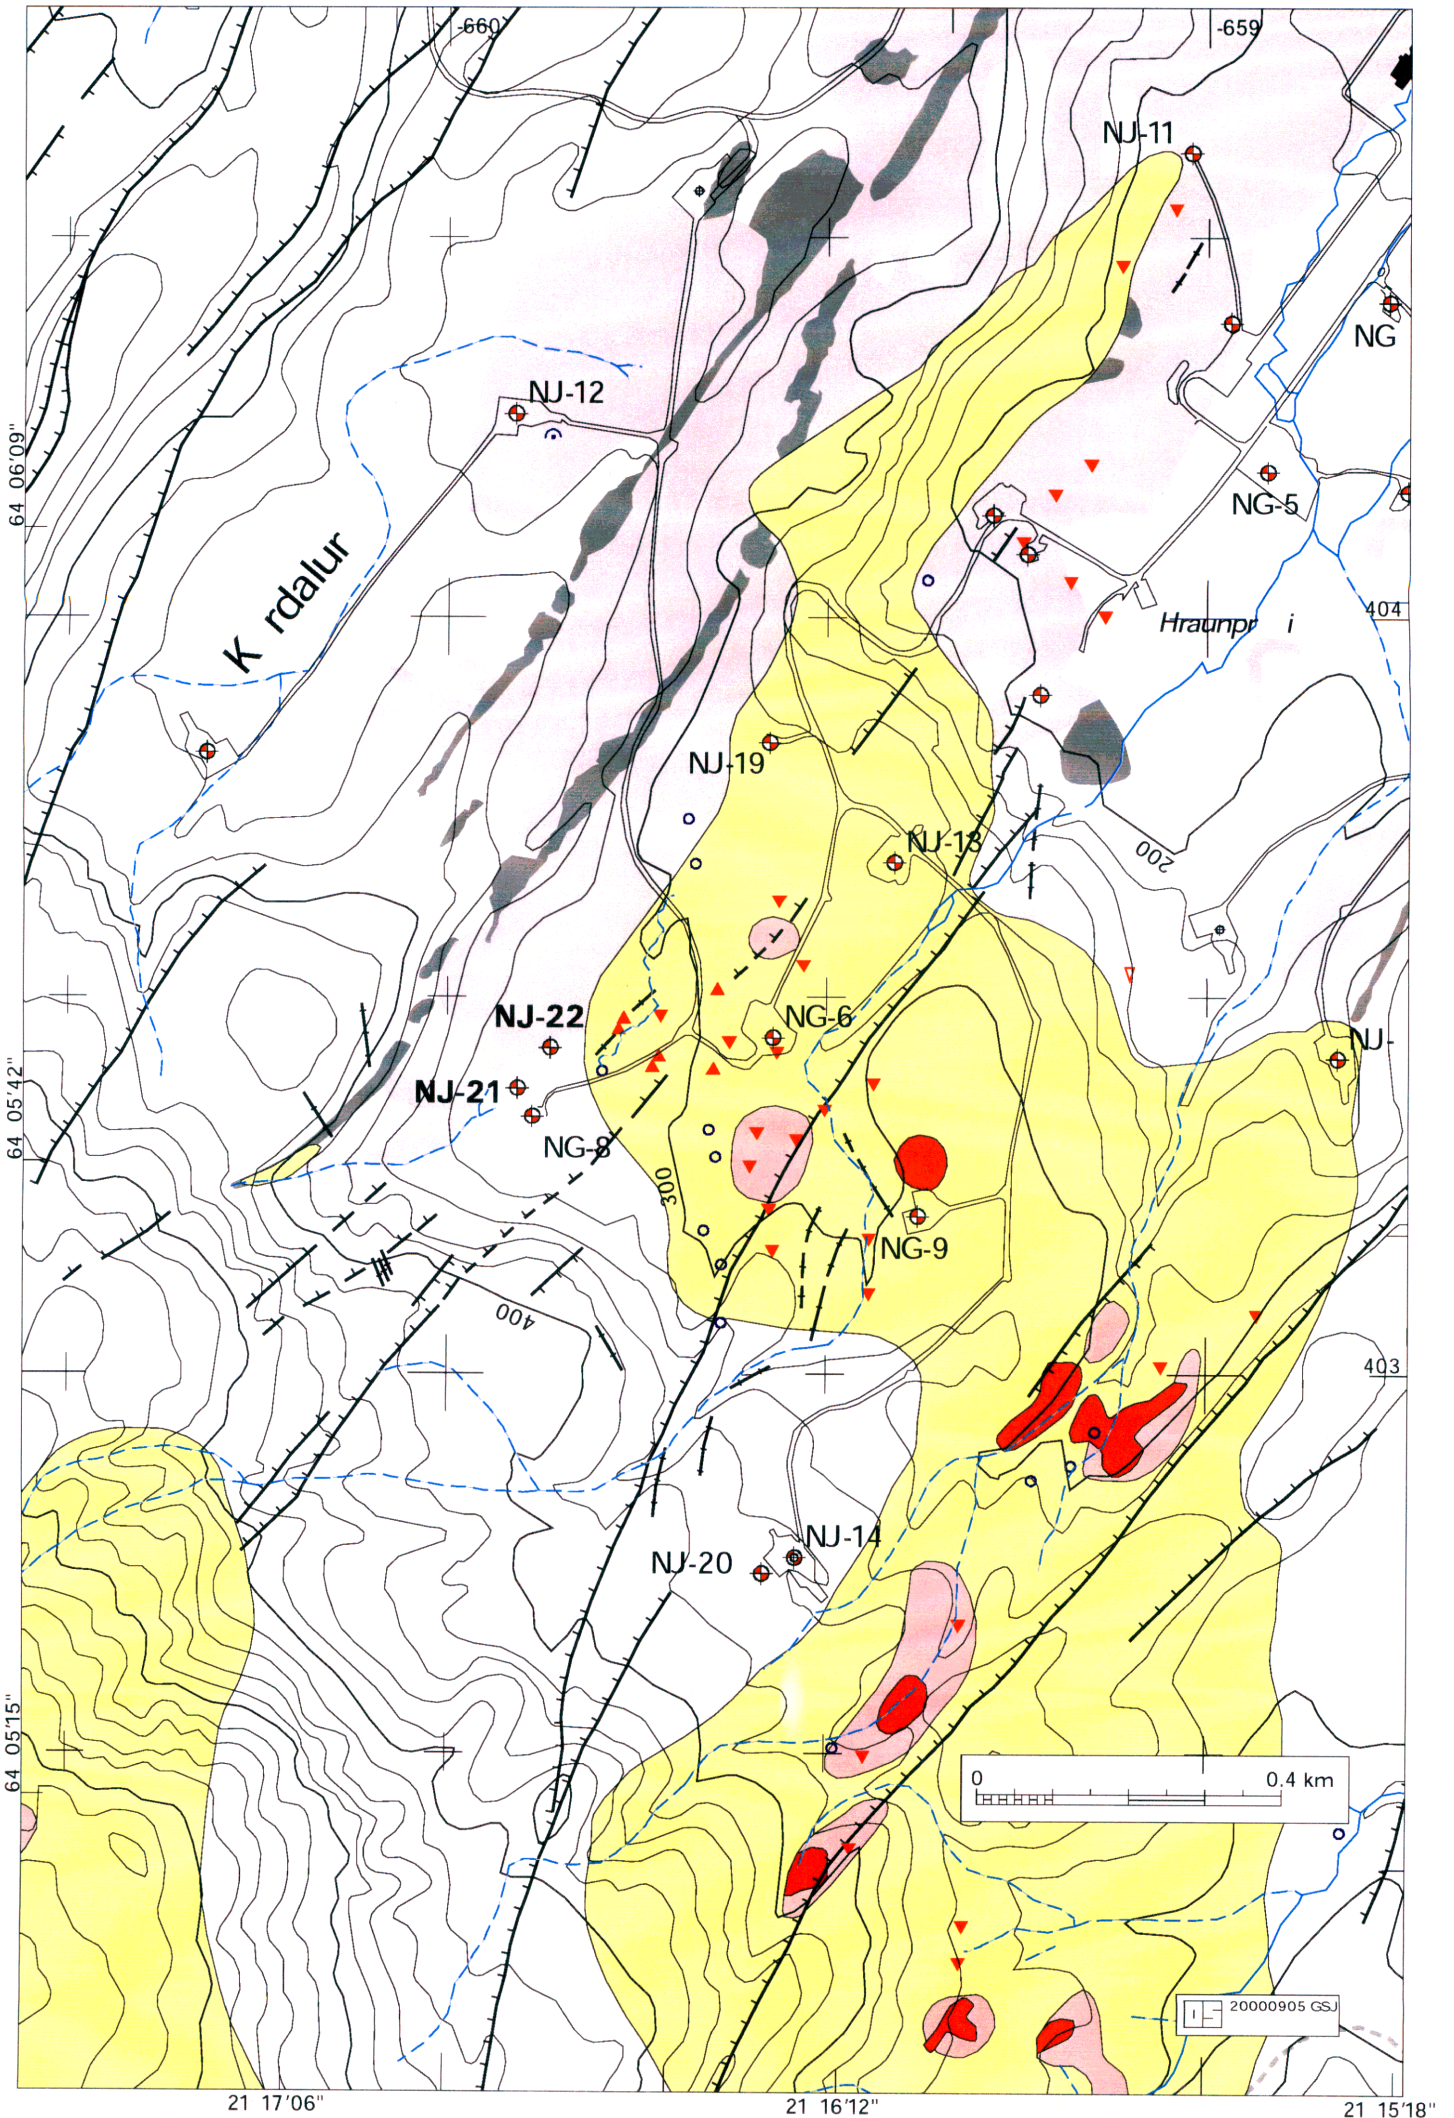 -660
-659
NJ-11
NG
NJ-12
64 06'09"
NG-5
K rdalur
404
Hraunpr i
NJ-19
NJ-13
200
NJ-22
NG-6
NJ-
64 05'42"
NJ-21
NG-8
300
NG-9
400
403
NJ-14
NJ-20
64 05'15"
0 0.4 km
20000905 GSJ
21 17'06"
21 16'12"
21 15'18"